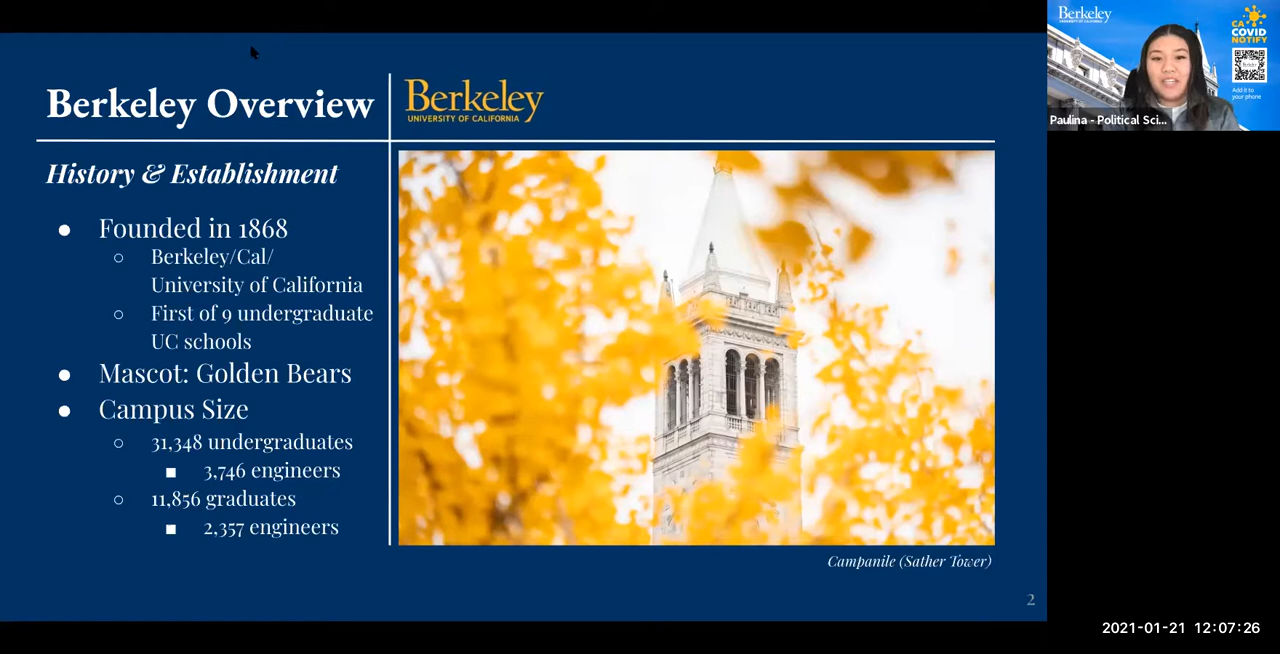 Berkeley Overview
Berkeley
UNIVERSITY OF CALIFORNIA
History & Establishment
● Founded in 1868
○ Berkeley/Cal/
University of California
○ First of 9 undergraduate
UC schools
● Mascot: Golden Bears
● Campus Size
○ 31,348 undergraduates
■ 3,746 engineers
○ 11,856 graduates
■ 2,357 engineers
Campanile (Sather Tower)
2
Berkeley
UNIVERSITY OF CALIFORNIA
CA
COVID
NOTIFY
Add it to
your phone
Paulina - Political Sci...
2021-01-21 12:07:26